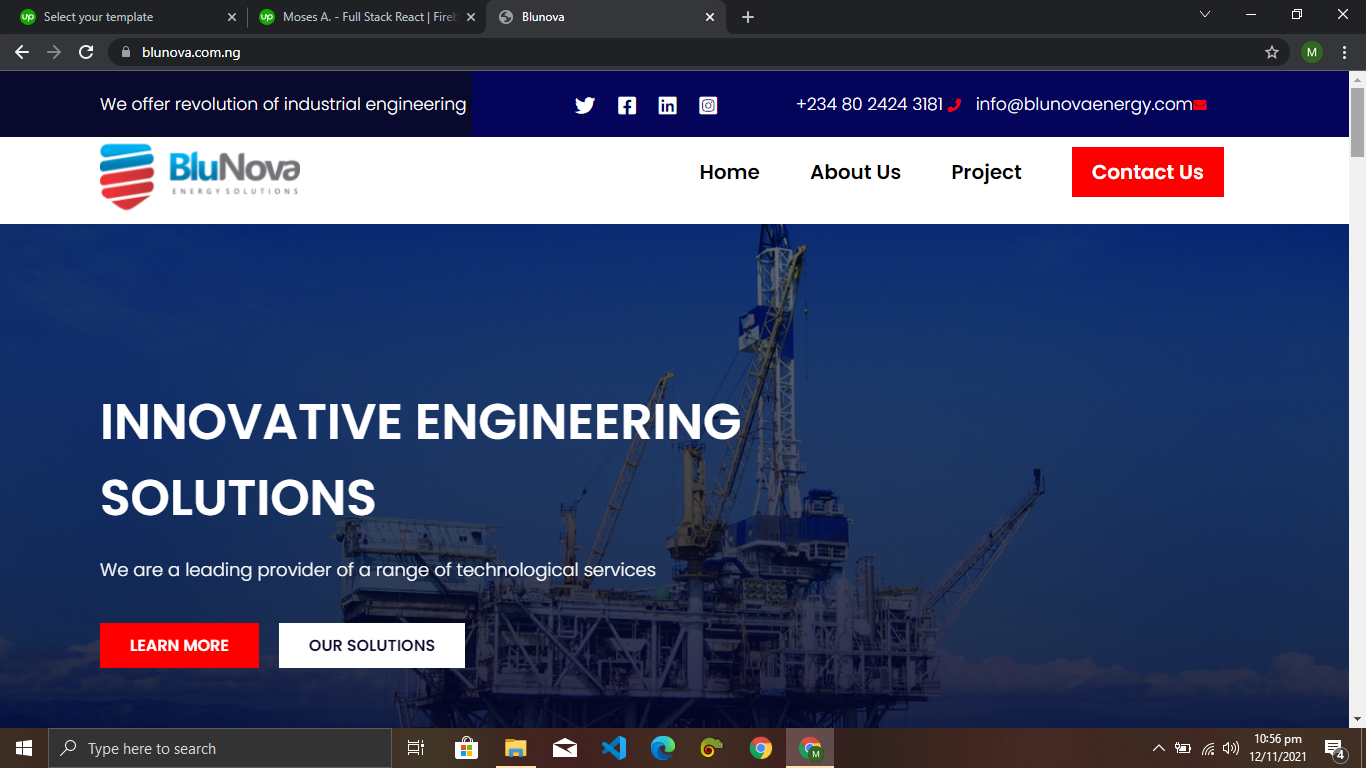 Select your template
Moses A. - Full Stack React | Fireb
Blunova
blunova.com.ng
M
We offer revolution of industrial engineering
+234 80 2424 3181
info@blunovaenergy.com
BluNova
ENERGY SOLUTIONS
Home
About Us
Project
Contact Us
INNOVATIVE ENGINEERING
SOLUTIONS
We are a leading provider of a range of technological services
LEARN MORE
OUR SOLUTIONS
Type here to search
10:56 pm
12/11/2021
4